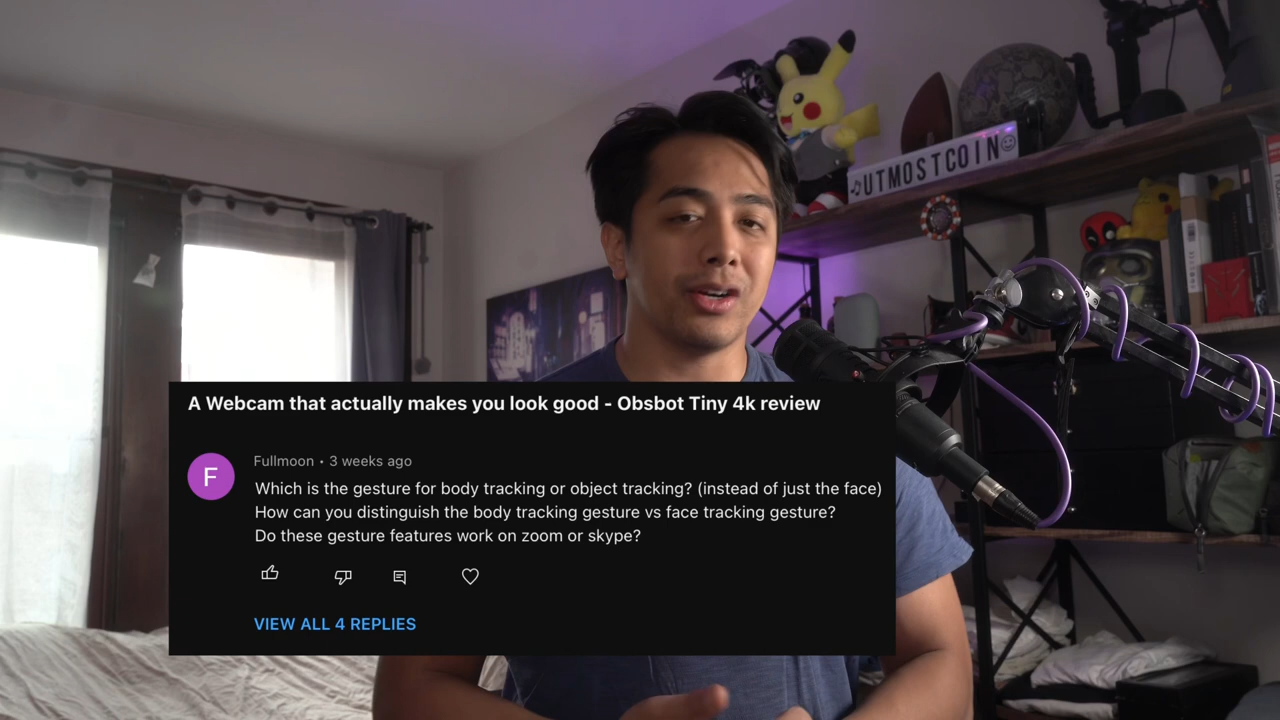 UTMOSTCOIN
A Webcam that actually makes you look good - Obsbot Tiny 4k review
F
Fullmoon • 3 weeks ago
Which is the gesture for body tracking or object tracking? (instead of just the face)
How can you distinguish the body tracking gesture vs face tracking gesture?
Do these gesture features work on zoom or skype?
VIEW ALL 4 REPLIES